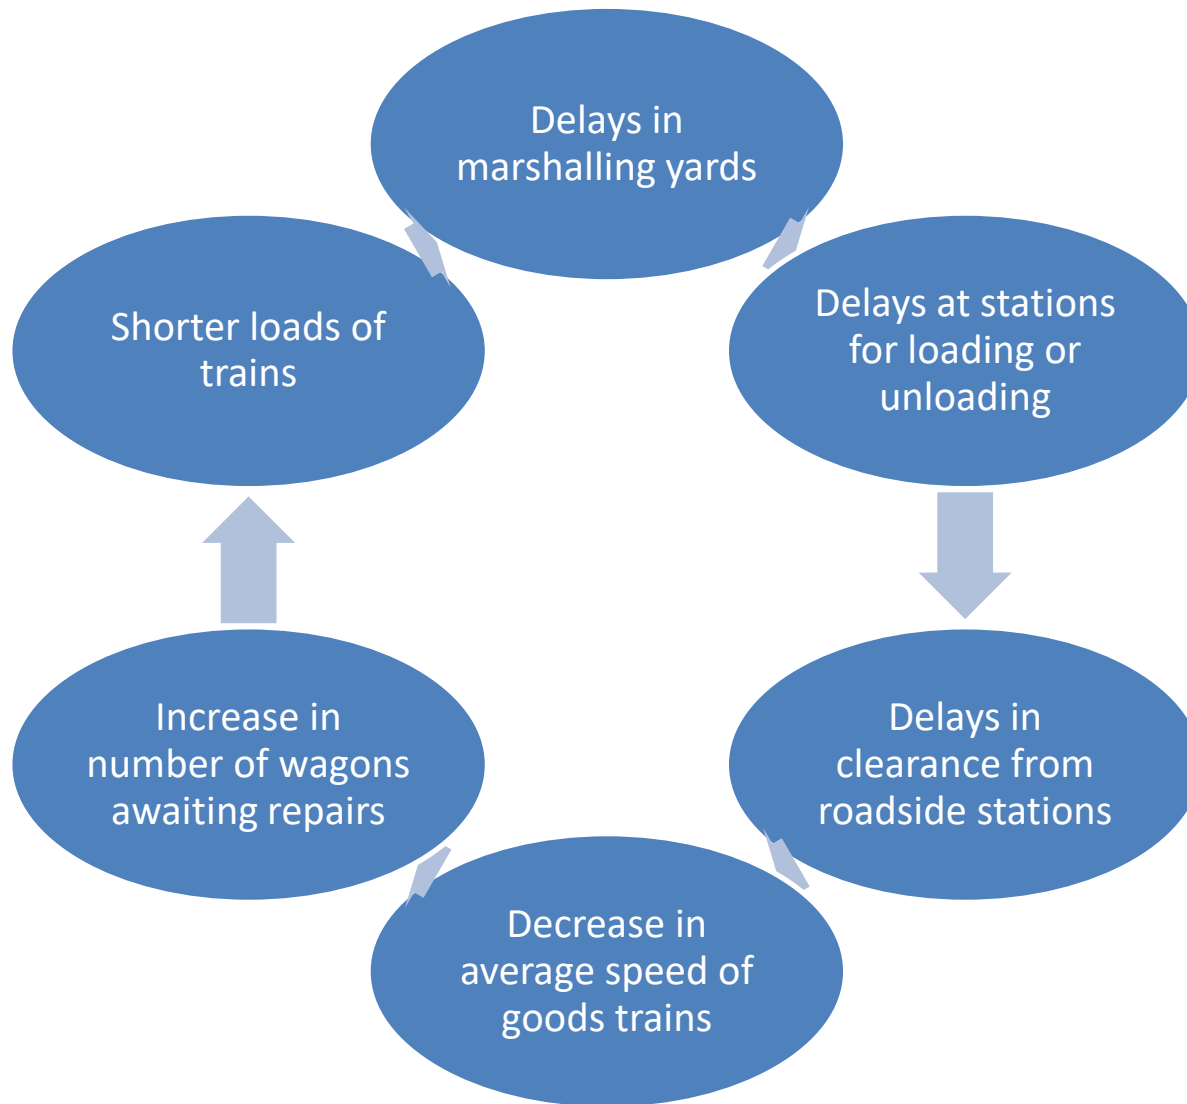 Delays in
marshalling yards
Delays at stations
for loading or
unloading
Delays in
clearance from
roadside stations
Decrease in
average speed of
goods trains
Increase in
number of wagons
awaiting repairs
Shorter loads of
trains